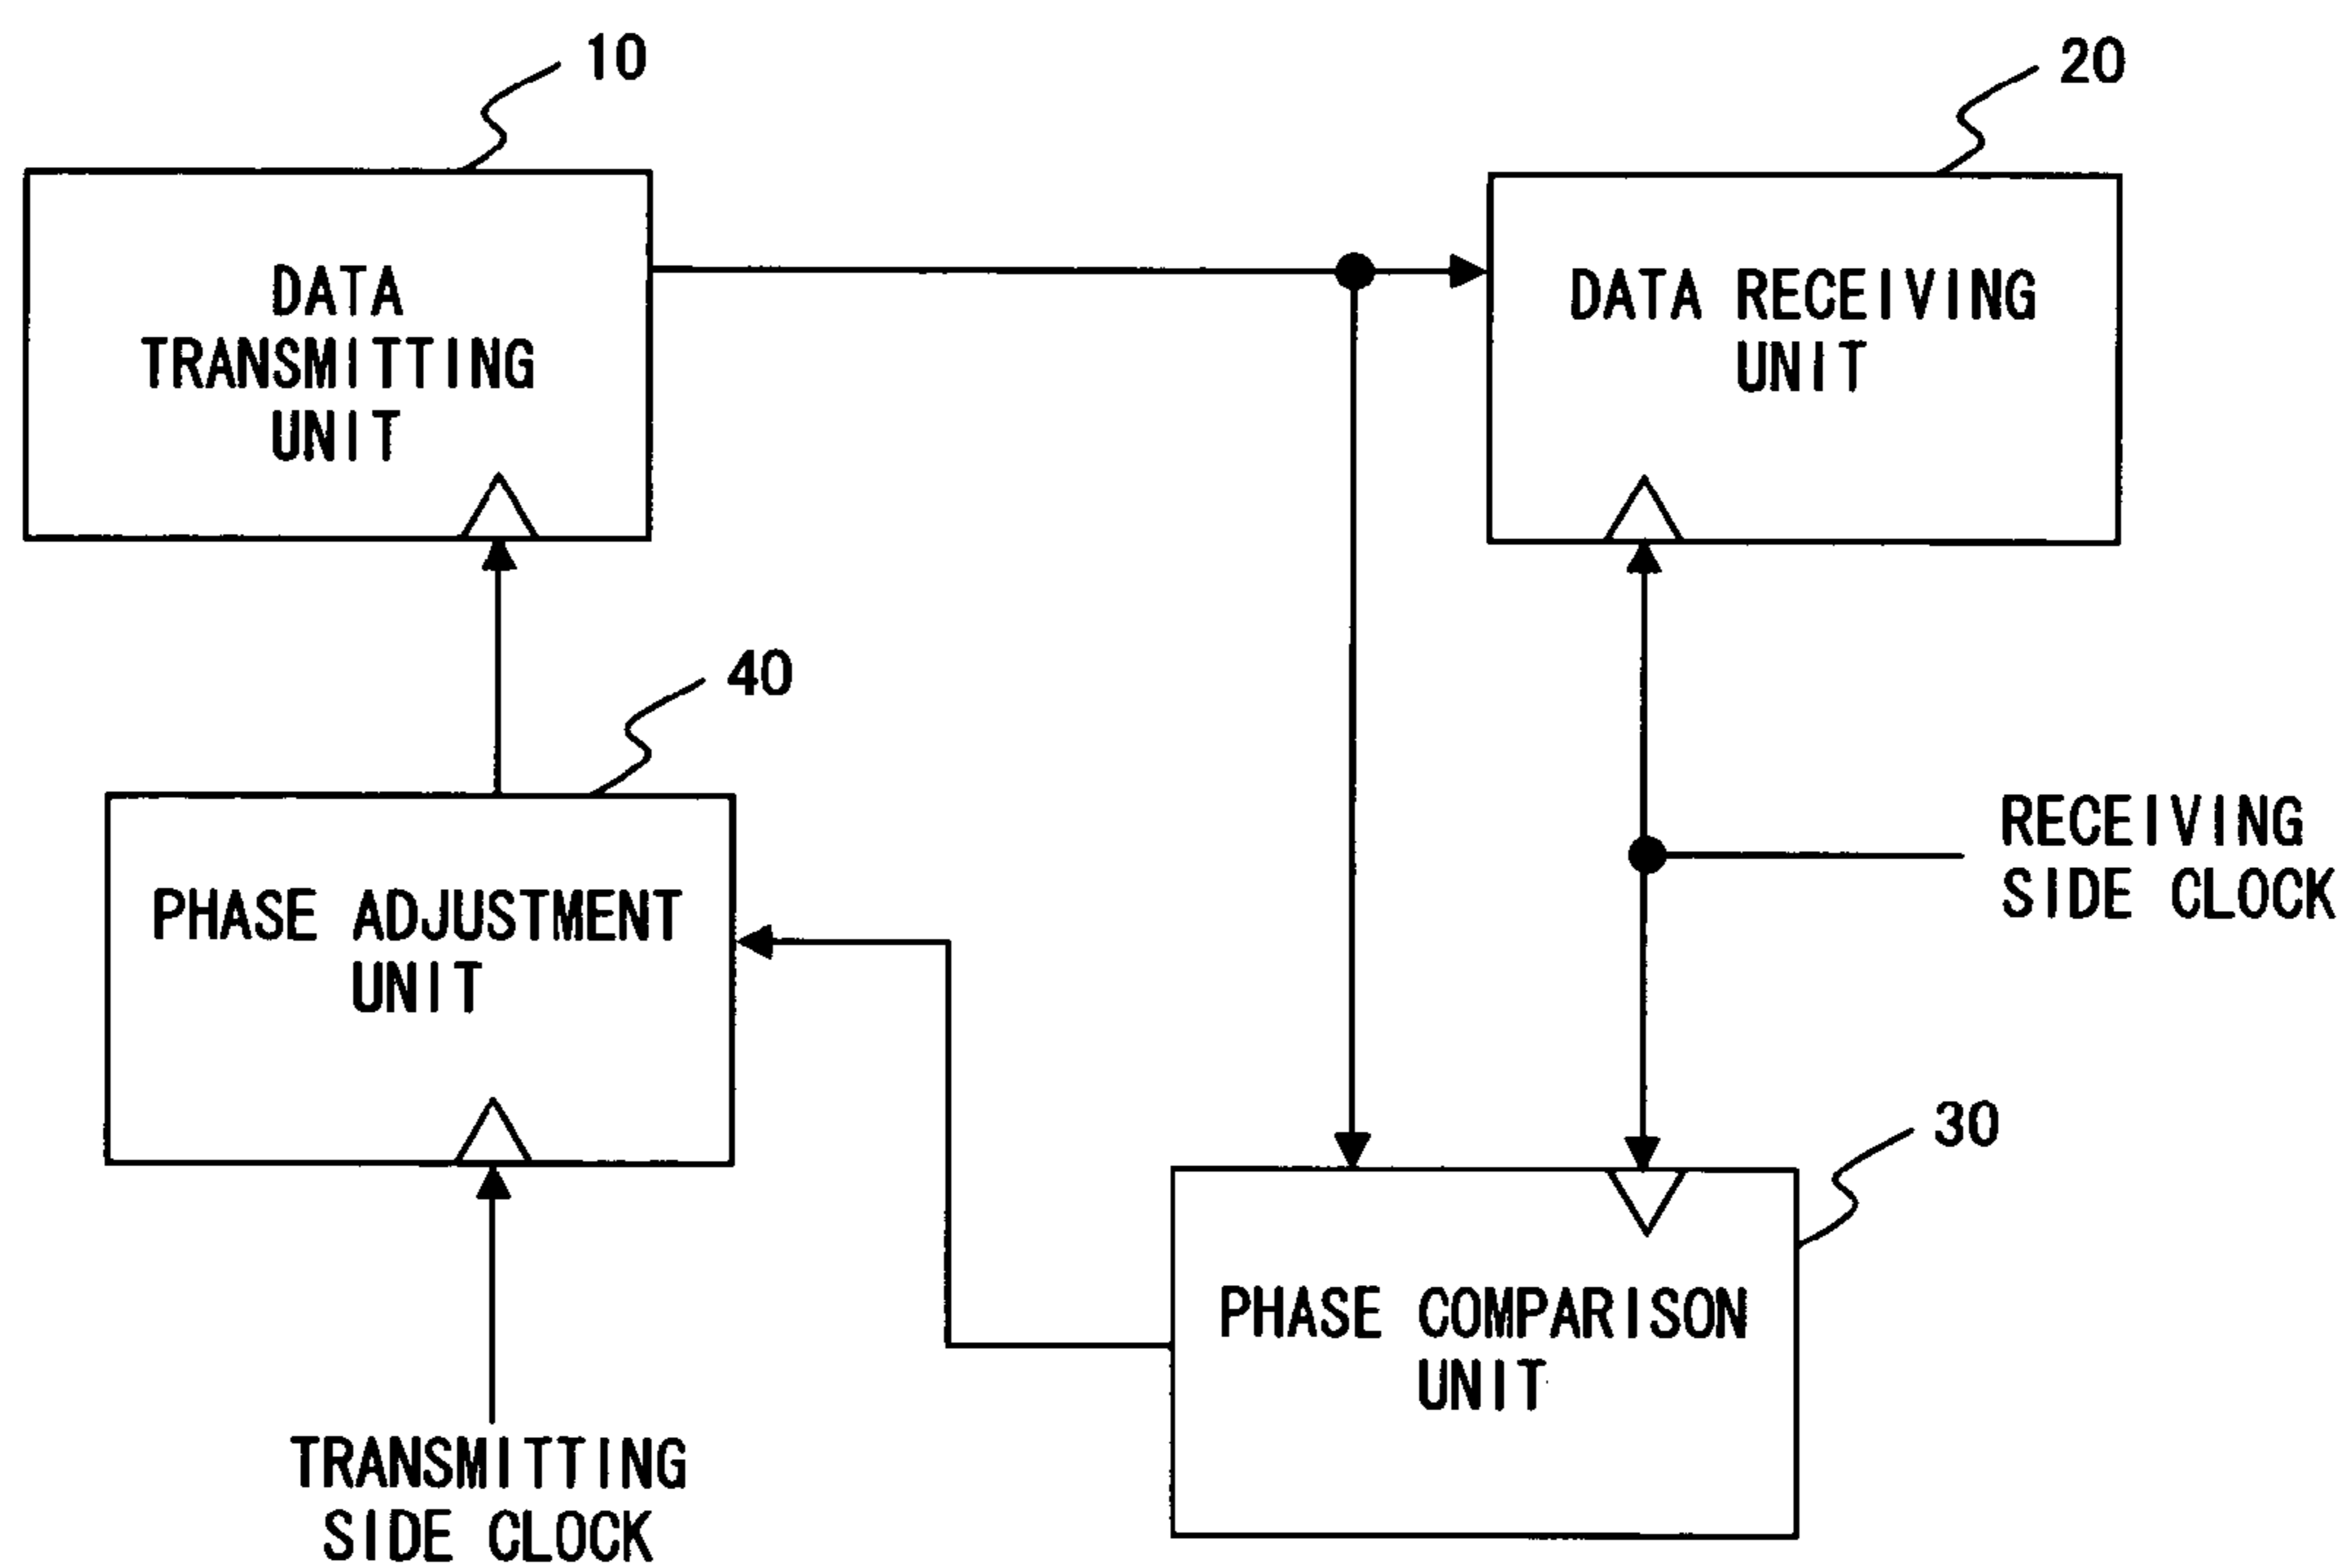 10
20
DATA
TRANSMITTING
UNIT
DATA RECEIVING
UNIT
40
PHASE ADJUSTMENT
UNIT
RECEIVING
SIDE CLOCK
30
PHASE COMPARISON
UNIT
TRANSMITTING
SIDE CLOCK